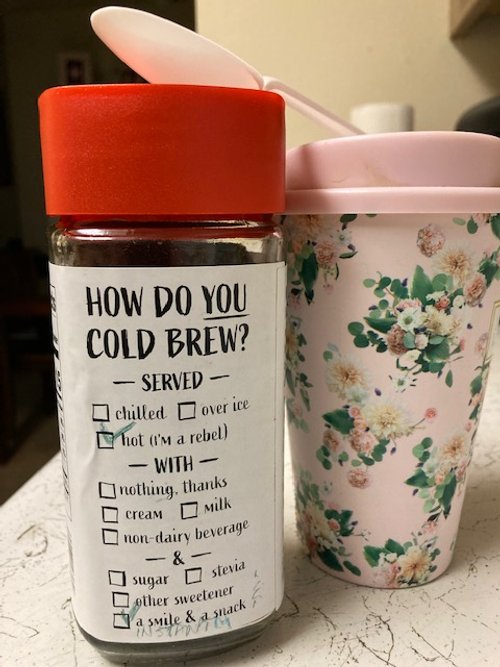 HOW DO YOU
COLD BREW?
— SERVED —
chilled over ice
hot (I'M a rebel)
— WITH —
nothing, thanks
cream Milk
non-dairy beverage
— & —
sugar stevia
other sweetener
a smile & a snack